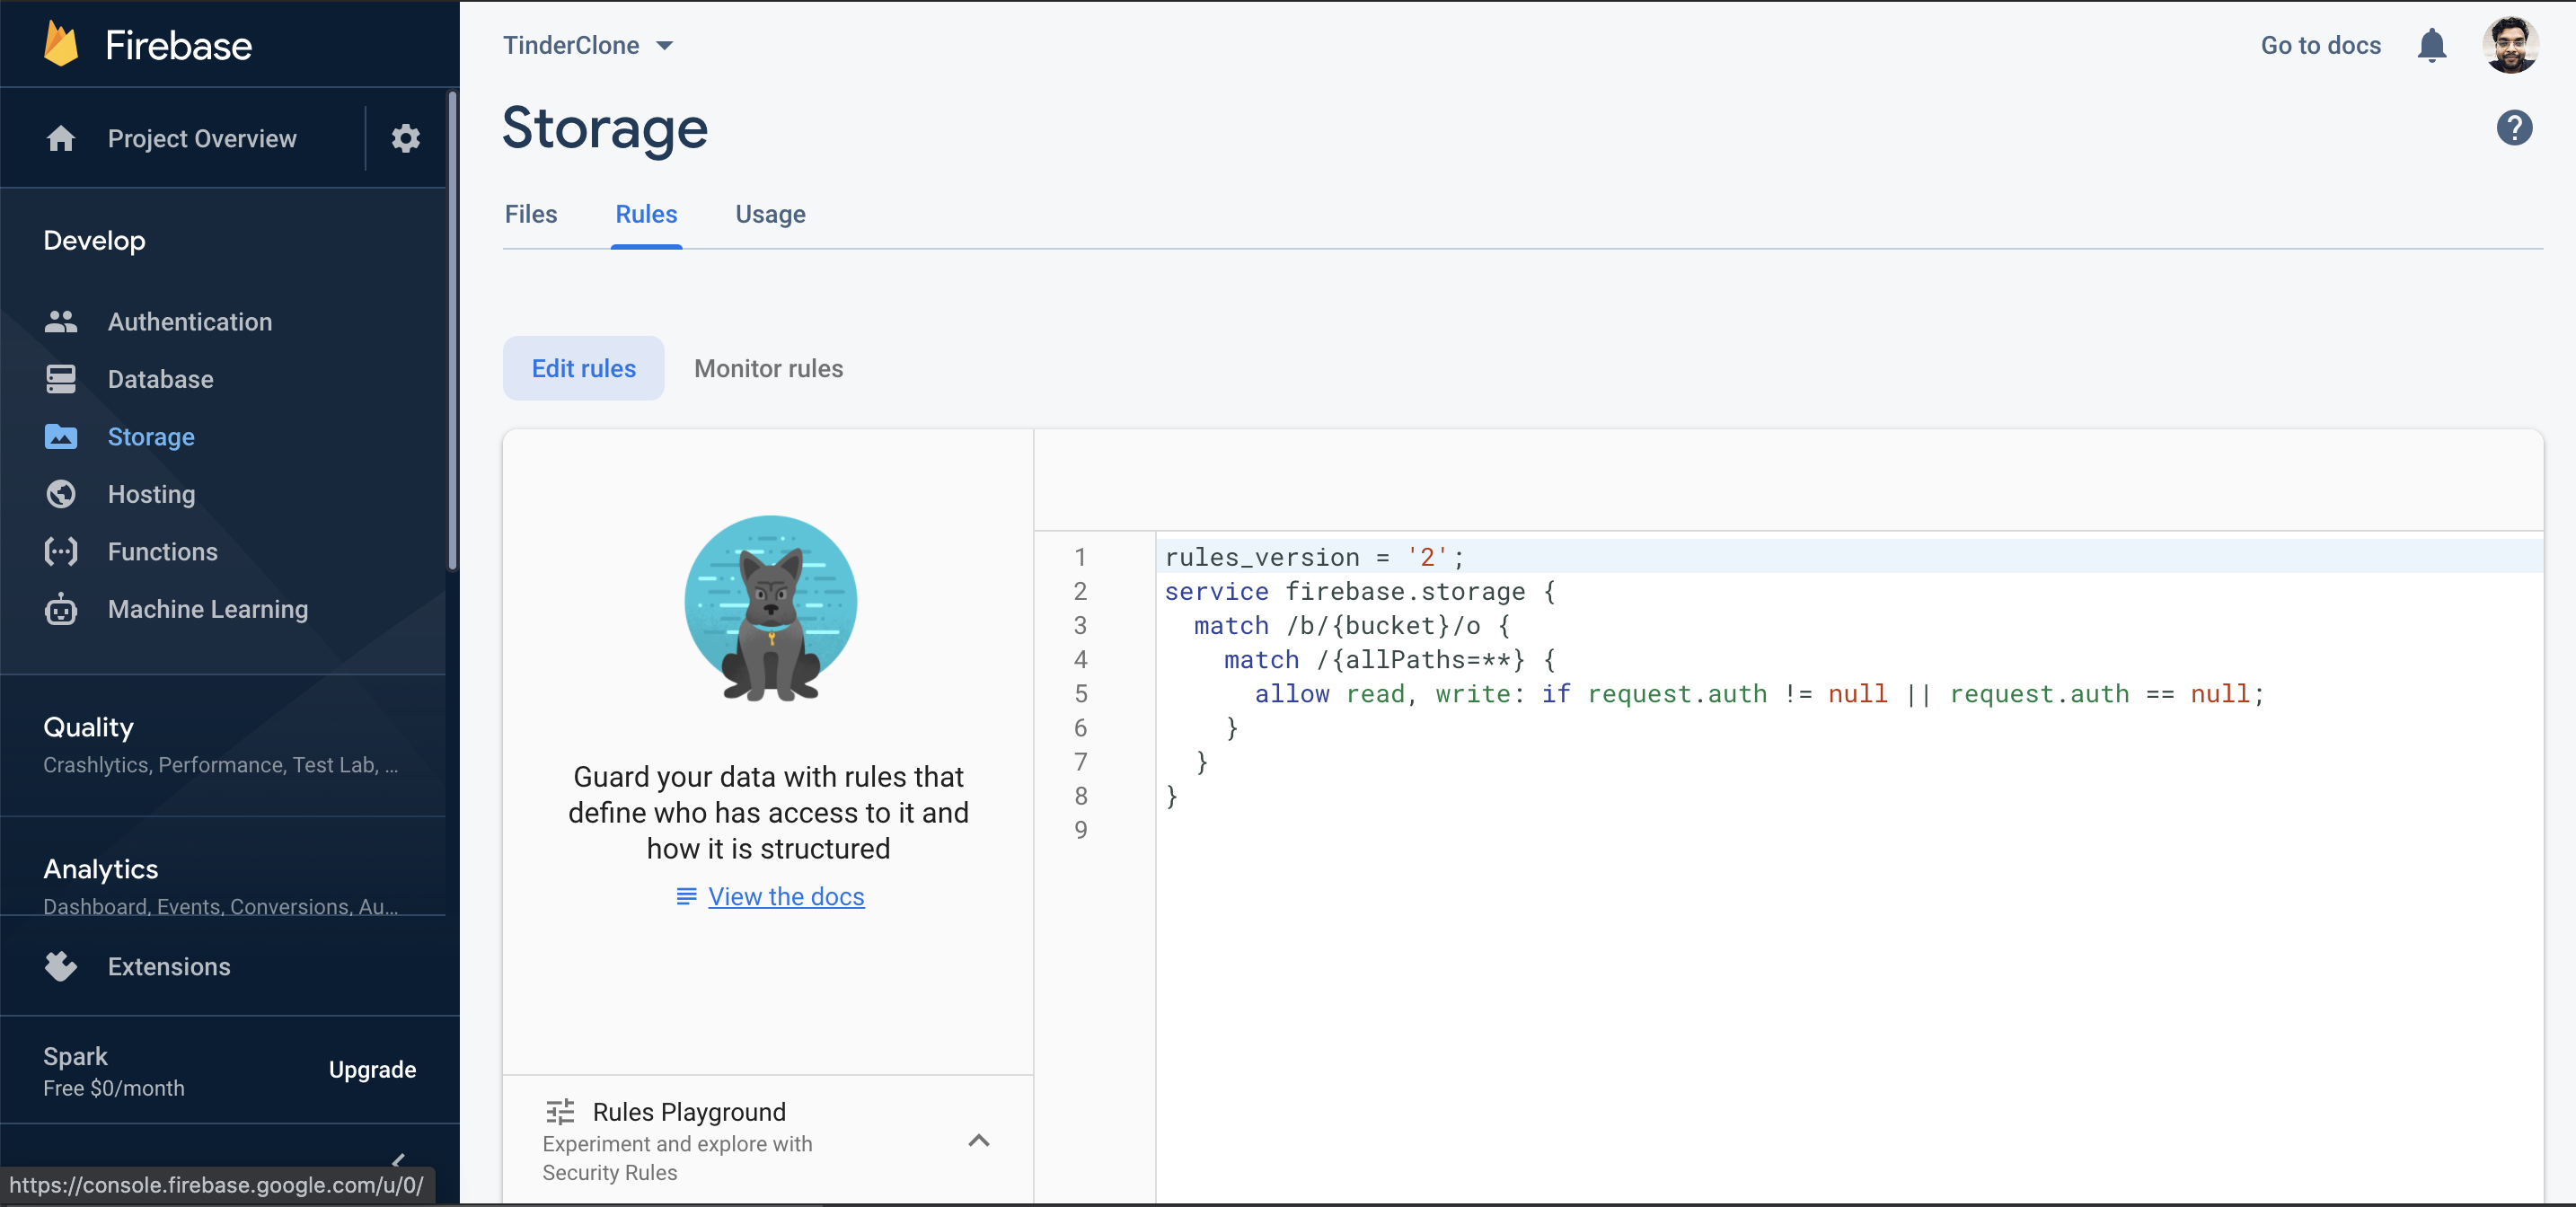 Firebase
Project Overview
Develop
Authentication
Database
Storage
Hosting
Functions
Machine Learning
Quality
Crashlytics, Performance, Test Lab, ...
Analytics
Dashboard, Events, Conversions, Au...
Extensions
Spark
Free $0/month
Upgrade
https://console.firebase.google.com/u/0/
TinderClone
Go to docs
Storage
?
Files Rules Usage
Edit rules Monitor rules
Guard your data with rules that
define who has access to it and
how it is structured
View the docs
Rules Playground
Experiment and explore with
Security Rules
1 rules_version = '2';
2 service firebase.storage {
3 match /b/{bucket}/o {
4 match /{allPaths=**} {
5 allow read, write: if request.auth != null || request.auth == null;
6 }
7 }
8 }
9